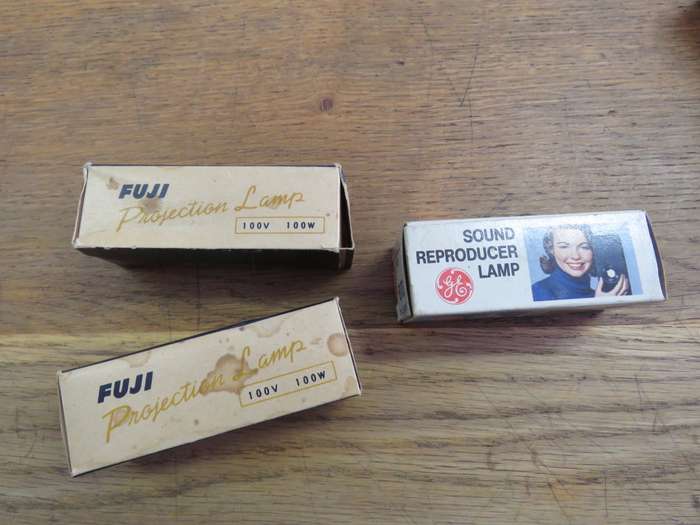 FUJI
Projection Lamp
100V 100W
SOUND
REPRODUCER
LAMP
GE
FUJI
Projection Lamp
100V 100W